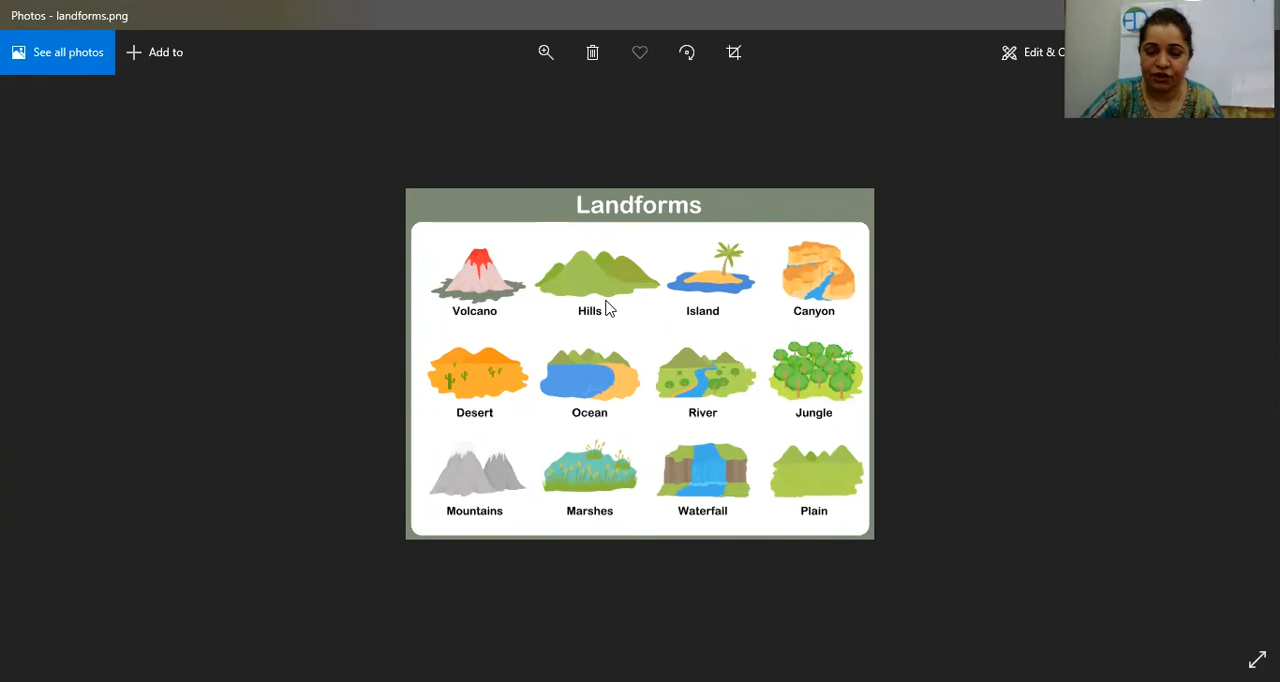 Photos - landforms.png
See all photos
Add to
Edit & C
Landforms
Volcano
Hills
Island
Canyon
Desert
Ocean
River
Jungle
Mountains
Marshes
Waterfall
Plain